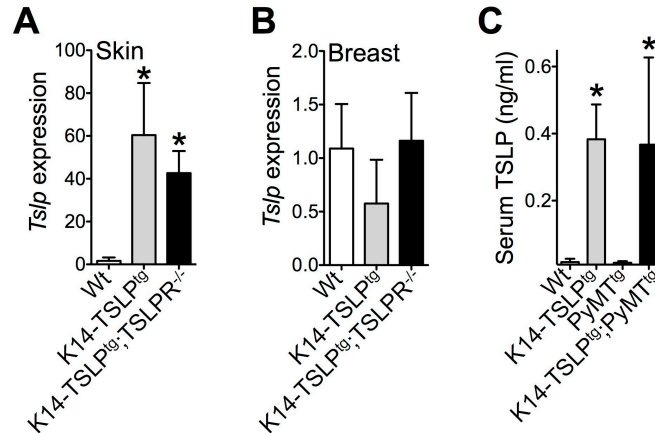 A
Skin
Tslp expression
100
80
60
40
20
0
*
*
Wt
K14-TSLPtg
K14-TSLPtg;TSLPR-/-
B
Breast
Tslp expression
2.0
1.5
1.0
0.5
0.0
Wt
K14-TSLPtg
K14-TSLPtg;TSLPR-/-
C
Serum TSLP (ng/ml)
0.6
0.4
0.2
*
*
Wt
K14-TSLPtg
PyMTtg
K14-TSLPtg;PyMTtg